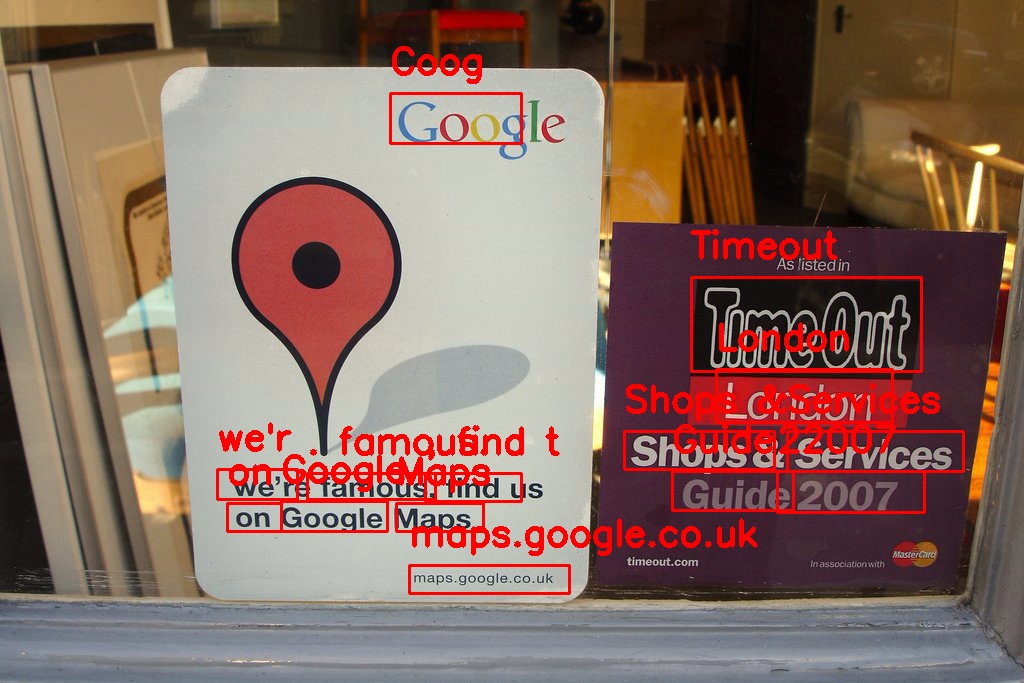 Coog
Google
we'r . famous, find t
on, Google Maps
we're famous, find us
on Google Maps
maps.google.co.uk
maps.google.co.uk
Timeout
As listed in
TimeOut
London
London
Shops & Services
Guide22007
Shops & Services
Guide 2007
timeout.com
In association with
MasterCard